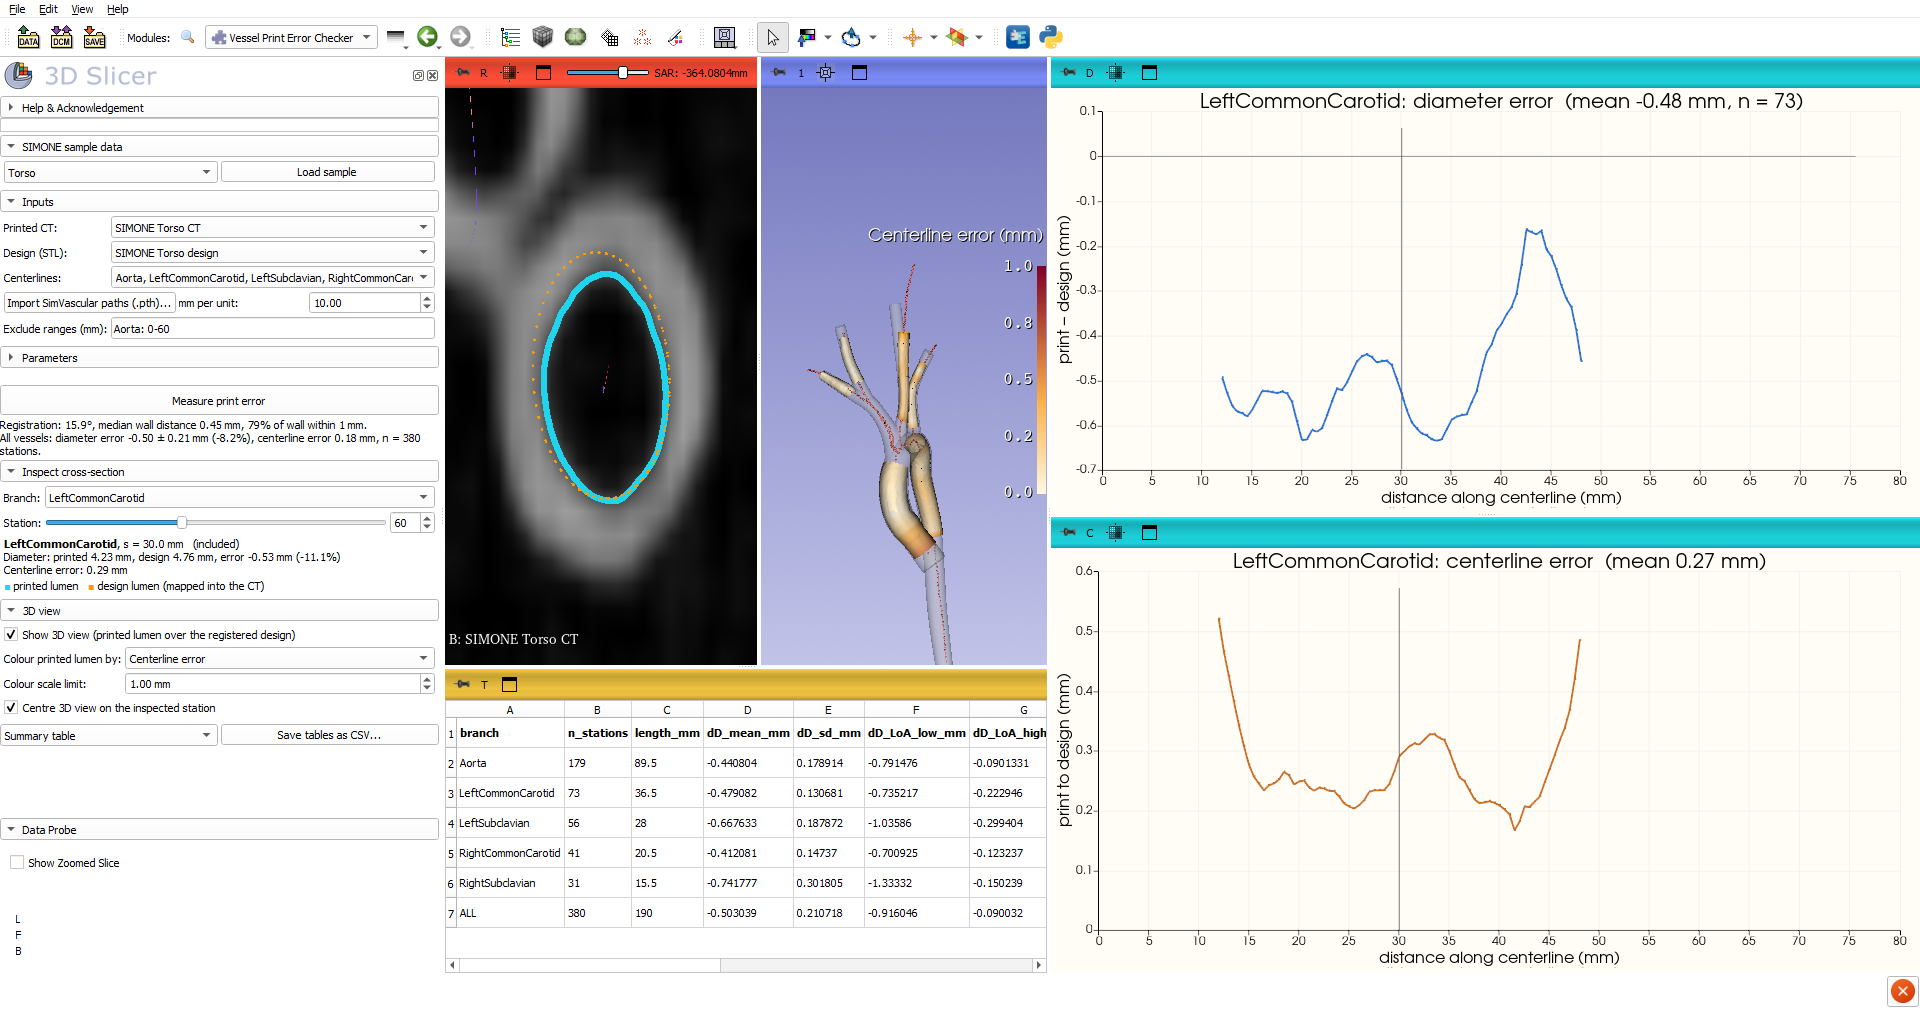 File Edit View Help
DATA DCM SAVE Modules: Vessel Print Error Checker
3D Slicer
Help & Acknowledgement
SIMONE sample data
Torso Load sample
Inputs
Printed CT: SIMONE Torso CT
Design (STL): SIMONE Torso design
Centerlines: Aorta, LeftCommonCarotid, LeftSubclavian, RightCommonCar
Import SimVascular paths (.pth)... mm per unit: 10.00
Exclude ranges (mm): Aorta: 0-60
Parameters
Measure print error
Registration: 15.9°, median wall distance 0.45 mm, 79% of wall within 1 mm.
All vessels: diameter error -0.50 ± 0.21 mm (-8.2%), centerline error 0.18 mm, n = 380
stations.
Inspect cross-section
Branch: LeftCommonCarotid
Station: 60
LeftCommonCarotid, s = 30.0 mm (included)
Diameter: printed 4.23 mm, design 4.76 mm, error -0.53 mm (-11.1%)
Centerline error: 0.29 mm
printed lumen design lumen (mapped into the CT)
3D view
Show 3D view (printed lumen over the registered design)
Colour printed lumen by: Centerline error
Colour scale limit: 1.00 mm
Centre 3D view on the inspected station
Summary table Save tables as CSV...
Data Probe
Show Zoomed Slice
L
F
B
R SAR: -364.0804mm
B: SIMONE Torso CT
1
Centerline error (mm)
1.0
0.8
0.5
0.2
0.0
T
A B C D E F G
1 branch n_stations length_mm dD_mean_mm dD_sd_mm dD_LoA_low_mm dD_LoA_high
2 Aorta 179 89.5 -0.440804 0.178914 -0.791476 -0.0901331
3 LeftCommonCarotid 73 36.5 -0.479082 0.130681 -0.735217 -0.222946
4 LeftSubclavian 56 28 -0.667633 0.187872 -1.03586 -0.299404
5 RightCommonCarotid 41 20.5 -0.412081 0.14737 -0.700925 -0.123237
6 RightSubclavian 31 15.5 -0.741777 0.301805 -1.33332 -0.150239
7 ALL 380 190 -0.503039 0.210718 -0.916046 -0.090032
D
LeftCommonCarotid: diameter error (mean -0.48 mm, n = 73)
print − design (mm)
0.1
0
-0.1
-0.2
-0.3
-0.4
-0.5
-0.6
-0.7
0 5 10 15 20 25 30 35 40 45 50 55 60 65 70 75 80
distance along centerline (mm)
C
LeftCommonCarotid: centerline error (mean 0.27 mm)
print to design (mm)
0.6
0.5
0.4
0.3
0.2
0.1
0
0 5 10 15 20 25 30 35 40 45 50 55 60 65 70 75 80
distance along centerline (mm)